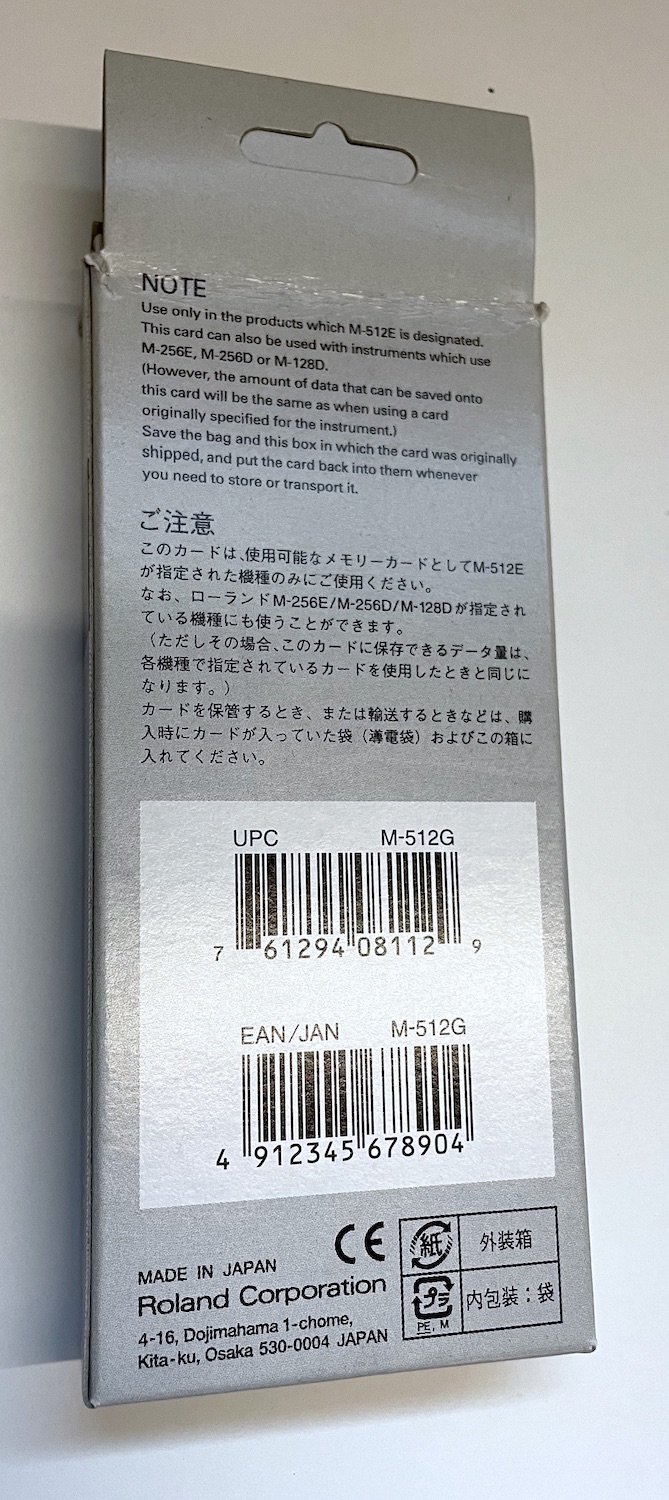 NOTE
Use only in the products which M-512E is designated.
This card can also be used with instruments which use
M-256E, M-256D or M-128D.
(However, the amount of data that can be saved onto
this card will be the same as when using a card
originally specified for the instrument.)
Save the bag and this box in which the card was originally
shipped, and put the card back into them whenever
you need to store or transport it.
ご注意
このカードは、使用可能なメモリーカードとしてM-512E
が指定された機種のみにご使用ください。
なお、ローランドM-256E/M-256D/M-128Dが指定され
ている機種にも使うことができます。
（ただしその場合、このカードに保存できるデータ量は、
各機種で指定されているカードを使用したときと同じに
なります。）
カードを保管するとき、または輸送するときなどは、購
入時にカードが入っていた袋（導電袋）およびこの箱に
入れてください。
UPC M-512G
7 61294 08112 9
EAN/JAN M-512G
4 912345 678904
CE
紙 外装箱
プラ 内包装：袋
PE, M
MADE IN JAPAN
Roland Corporation
4-16, Dojimahama 1-chome,
Kita-ku, Osaka 530-0004 JAPAN